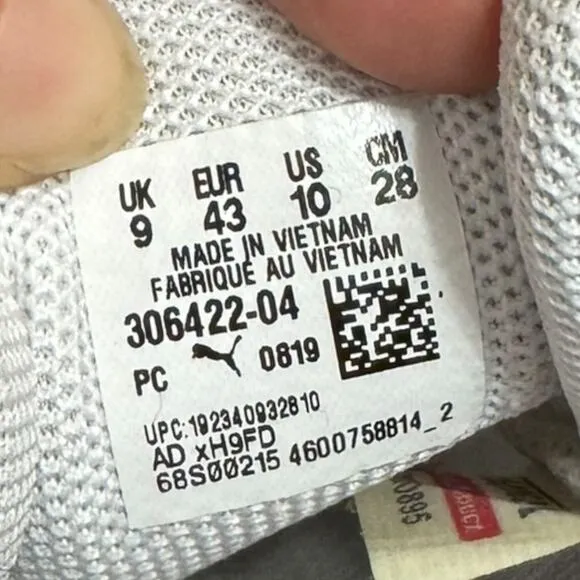 UK EUR US CM
9 43 10 28
MADE IN VIETNAM
FABRIQUÉ AU VIETNAM
306422-04
PC 0819
UPC:192340932810
AD xH9FD
68S00215 4600758814_2